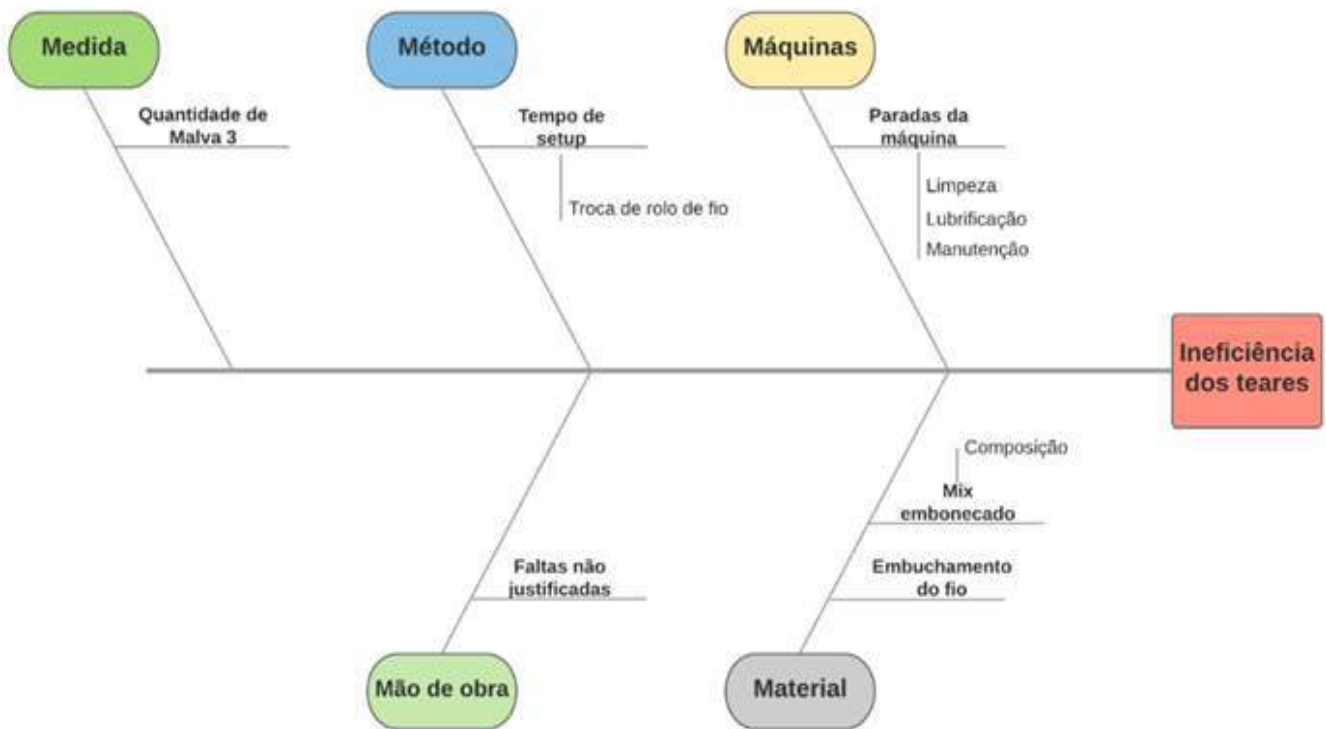 Medida
Método
Máquinas
Quantidade de
Malva 3
Tempo de
setup
Troca de rolo de fio
Paradas da
máquina
Limpeza
Lubrificação
Manutenção
Ineficiência
dos teares
Composição
Mix
embonecado
Embuchamento
do fio
Faltas não
justificadas
Mão de obra
Material